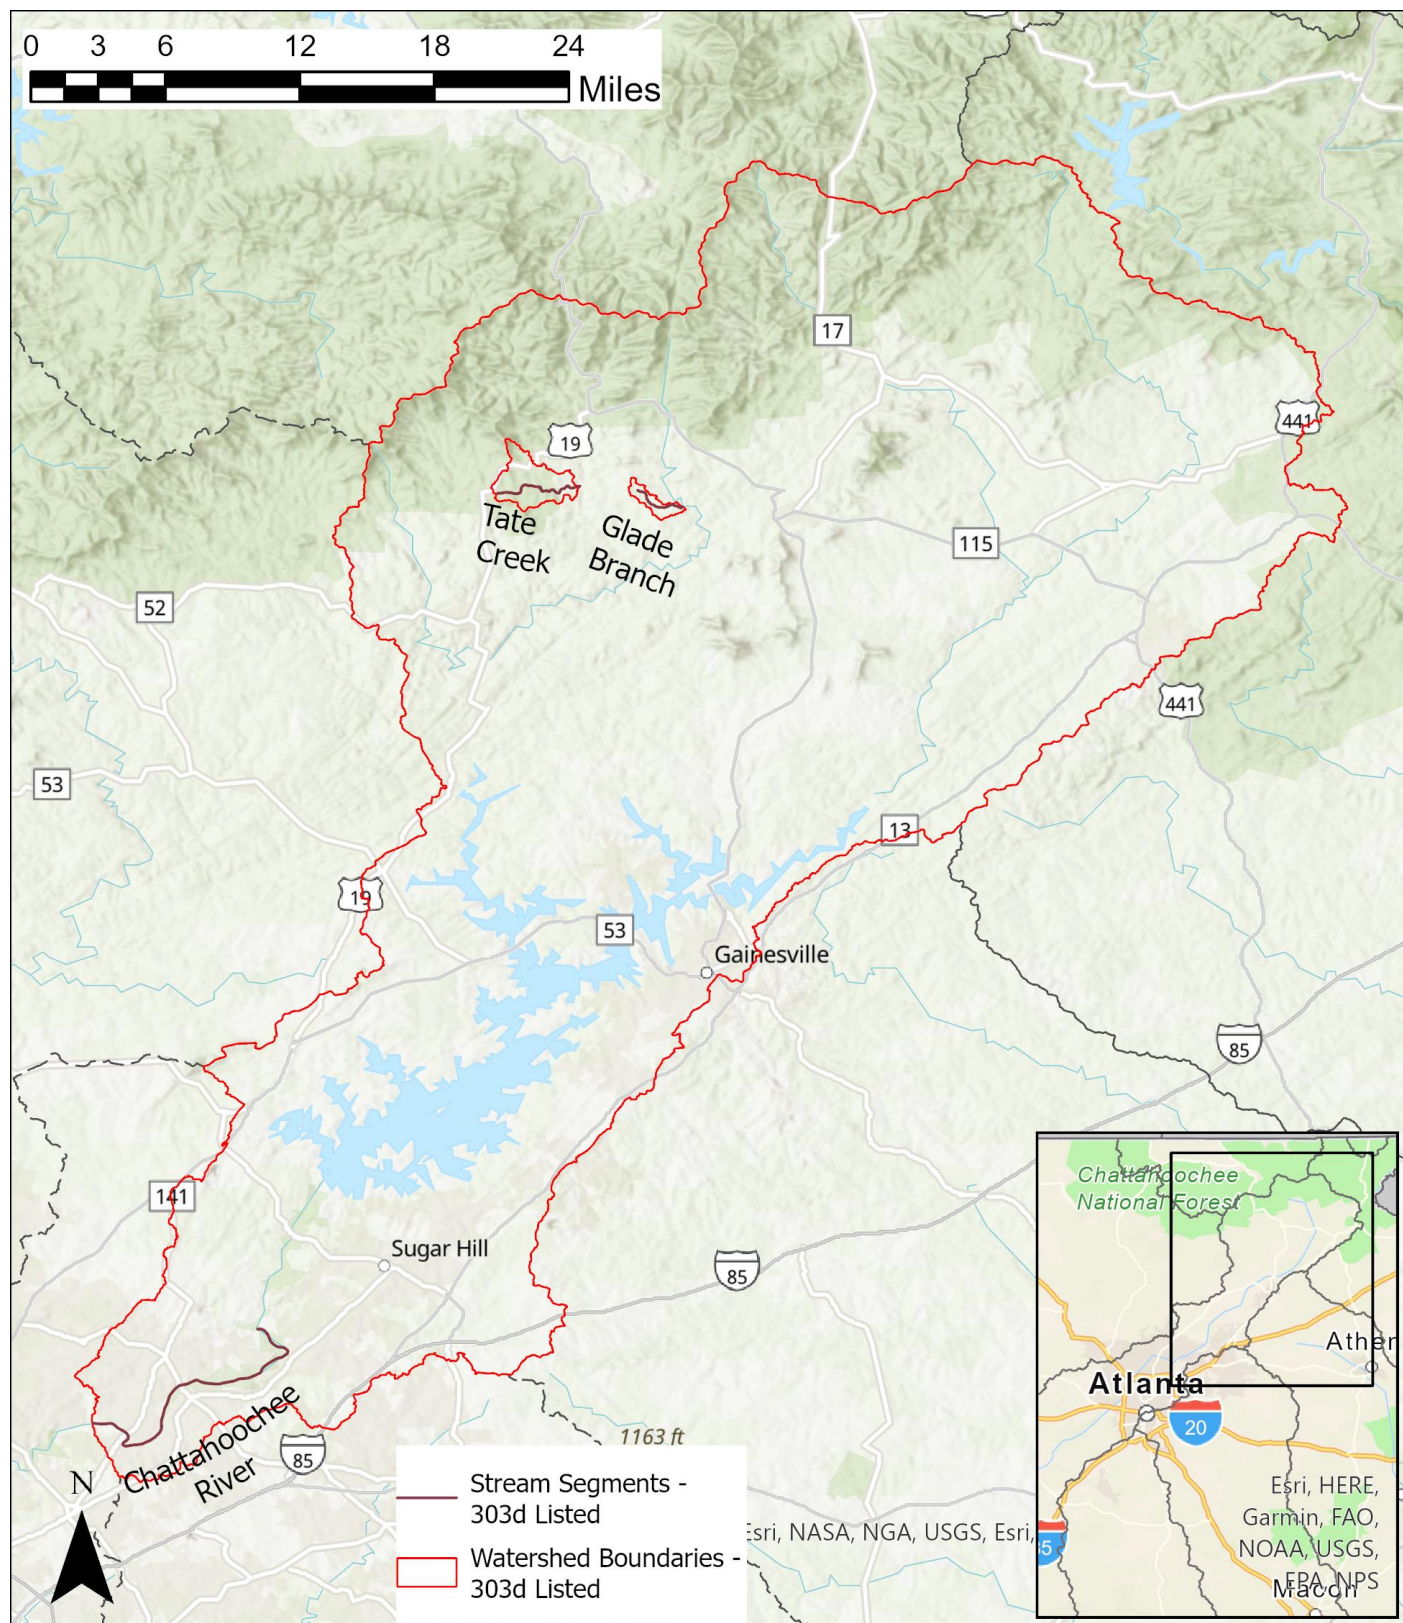 0 3 6 12 18 24
Miles
17
19
441
Tate
Creek
Glade
Branch
115
52
441
53
13
19
53
Gainesville
85
141
Sugar Hill
85
Chattahoochee
River
85
1163 ft
N
Stream Segments -
303d Listed
Watershed Boundaries -
303d Listed
Esri, NASA, NGA, USGS, Esri,
Chattahoochee
National Forest
Athen
Atlanta
20
Esri, HERE,
Garmin, FAO,
NOAA, USGS,
EPA, NPS
Macon